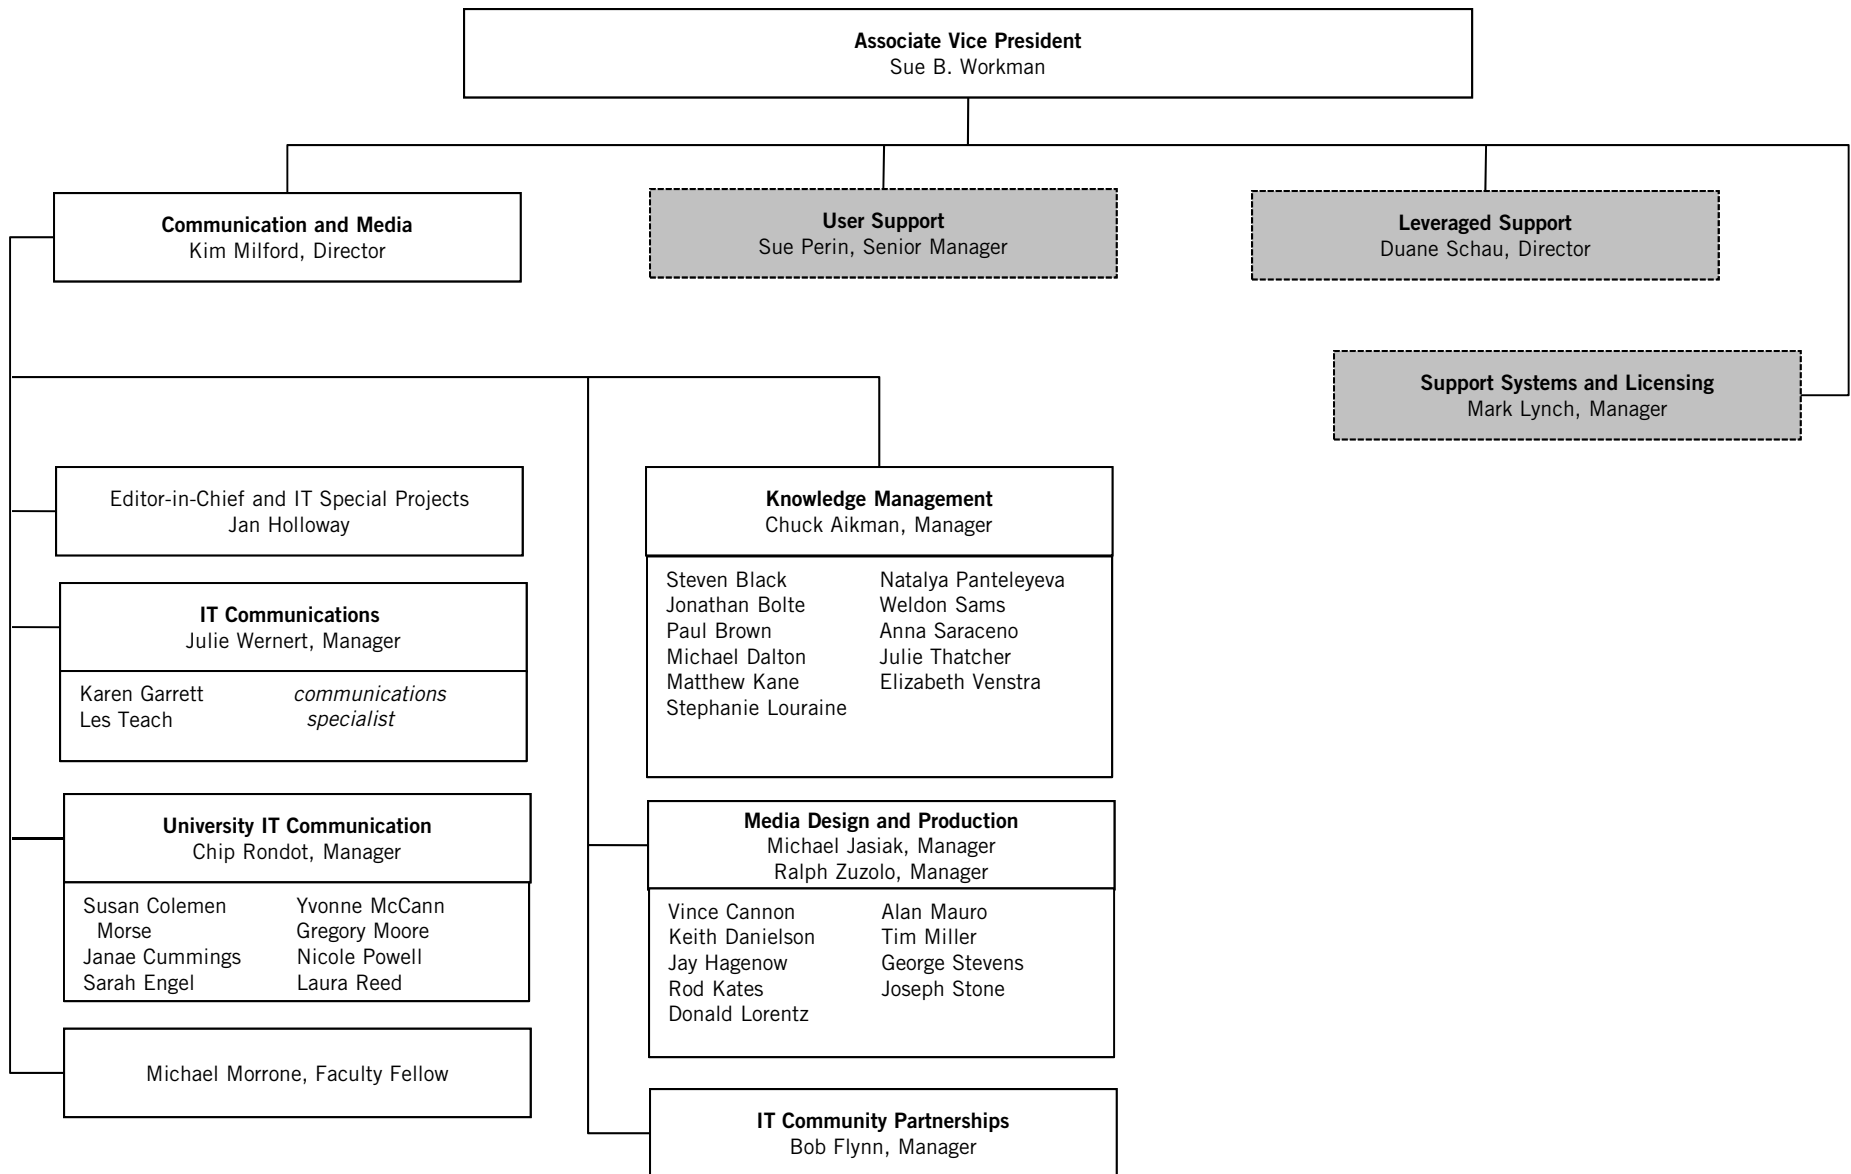 Associate Vice President
Sue B. Workman
Communication and Media
Kim Milford, Director
User Support
Sue Perin, Senior Manager
Leveraged Support
Duane Schau, Director
Support Systems and Licensing
Mark Lynch, Manager
Editor-in-Chief and IT Special Projects
Jan Holloway
IT Communications
Julie Wernert, Manager
Karen Garrett
Les Teach
communications
specialist
University IT Communication
Chip Rondot, Manager
Susan Colemen
Morse
Janae Cummings
Sarah Engel
Yvonne McCann
Gregory Moore
Nicole Powell
Laura Reed
Michael Morrone, Faculty Fellow
Knowledge Management
Chuck Aikman, Manager
Steven Black
Jonathan Bolte
Paul Brown
Michael Dalton
Matthew Kane
Stephanie Louraine
Natalya Panteleyeva
Weldon Sams
Anna Saraceno
Julie Thatcher
Elizabeth Venstra
Media Design and Production
Michael Jasiak, Manager
Ralph Zuzolo, Manager
Vince Cannon
Keith Danielson
Jay Hagenow
Rod Kates
Donald Lorentz
Alan Mauro
Tim Miller
George Stevens
Joseph Stone
IT Community Partnerships
Bob Flynn, Manager